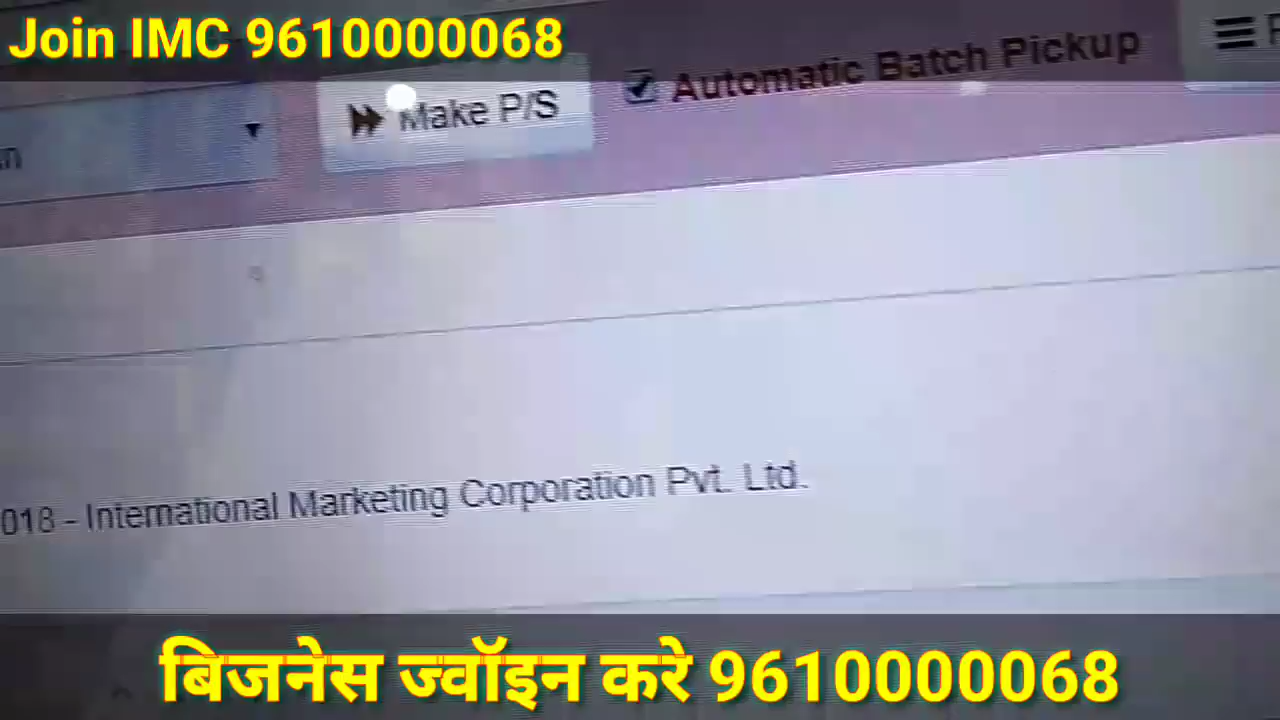 Join IMC 9610000068
Automatic Batch Pickup
Make P/S
018 - International Marketing Corporation Pvt. Ltd.
बिजनेस ज्वॉइन करे 9610000068